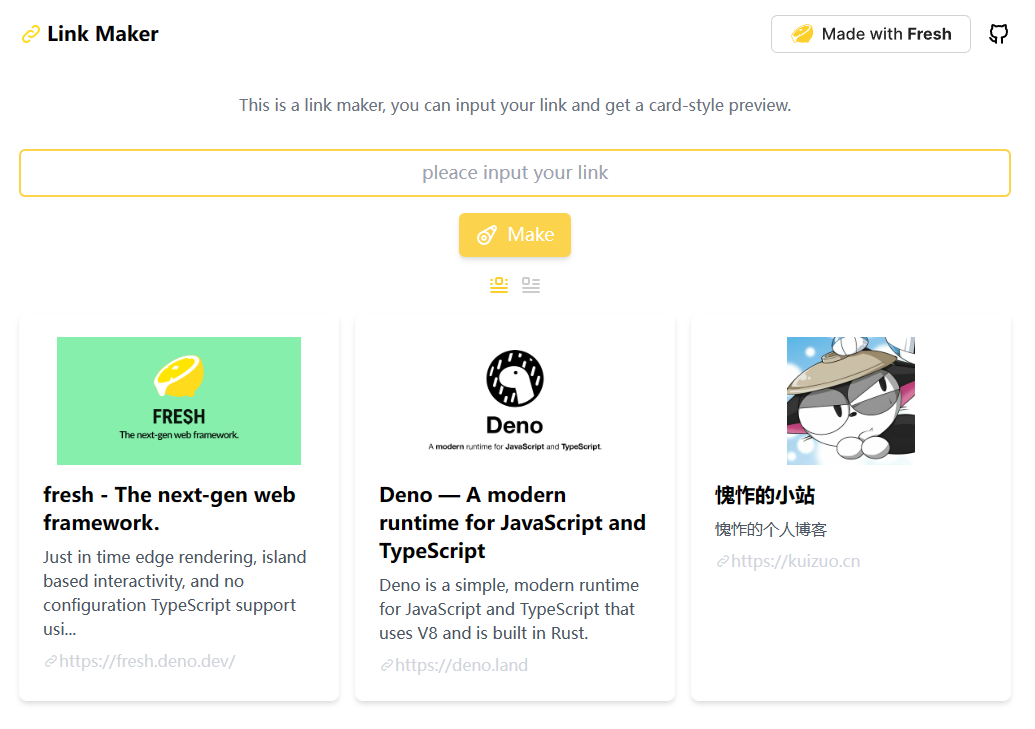 Link Maker
Made with Fresh
This is a link maker, you can input your link and get a card-style preview.
pleace input your link
Make
FRESH
The next-gen web framework.
Deno
A modern runtime for JavaScript and TypeScript.
fresh - The next-gen web
framework.
Just in time edge rendering, island
based interactivity, and no
configuration TypeScript support
usi...
https://fresh.deno.dev/
Deno — A modern
runtime for JavaScript and
TypeScript
Deno is a simple, modern runtime
for JavaScript and TypeScript that
uses V8 and is built in Rust.
https://deno.land
愧怍的小站
愧怍的个人博客
https://kuizuo.cn